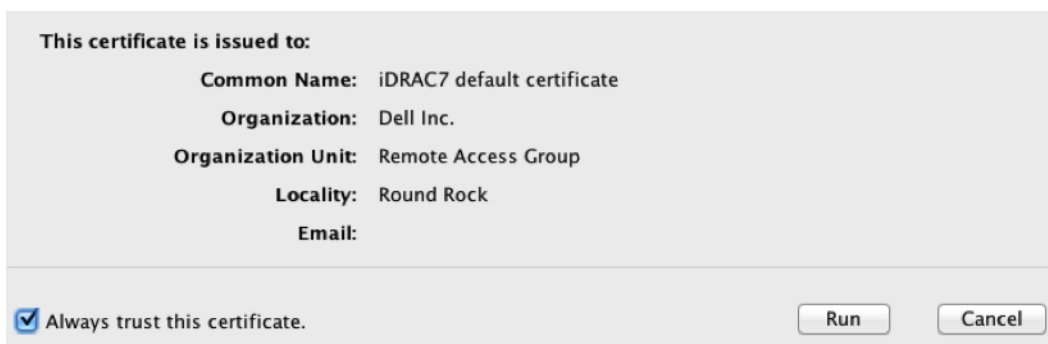 This certificate is issued to:
Common Name: iDRAC7 default certificate
Organization: Dell Inc.
Organization Unit: Remote Access Group
Locality: Round Rock
Email:
Always trust this certificate. Run Cancel